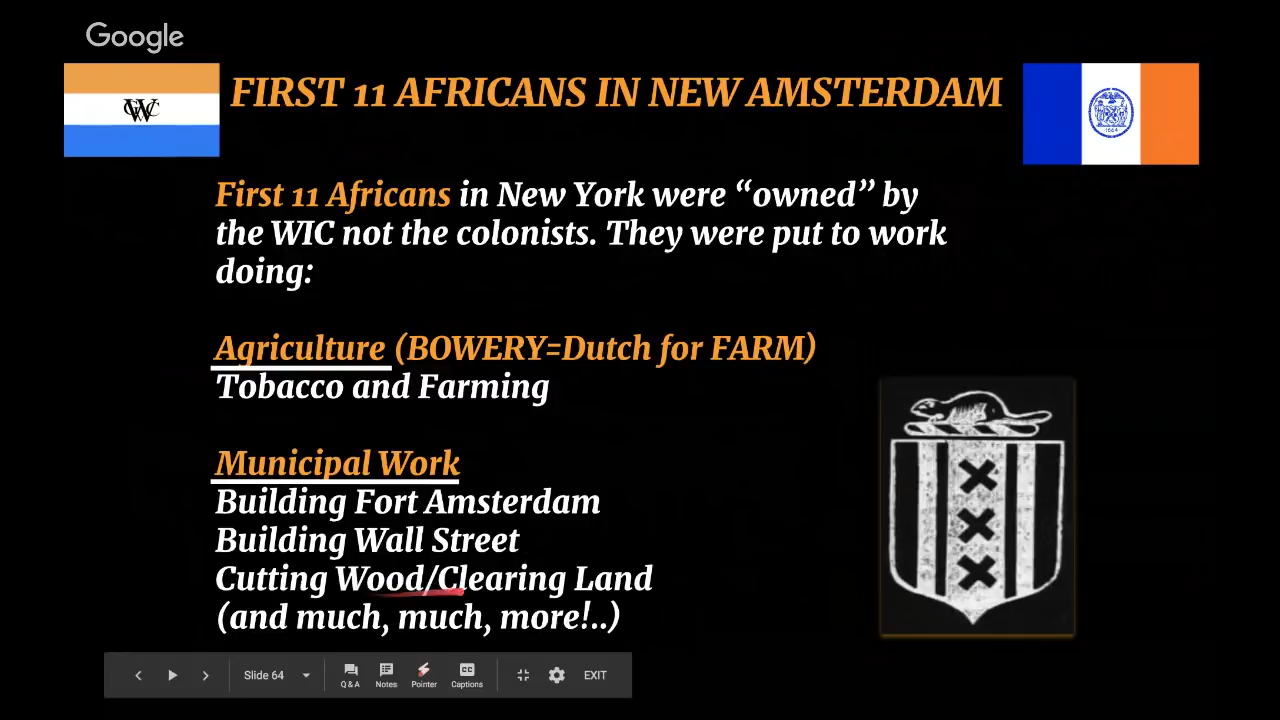 Google
FIRST 11 AFRICANS IN NEW AMSTERDAM
First 11 Africans in New York were “owned” by
the WIC not the colonists. They were put to work
doing:
Agriculture (BOWERY=Dutch for FARM)
Tobacco and Farming
Municipal Work
Building Fort Amsterdam
Building Wall Street
Cutting Wood/Clearing Land
(and much, much, more!..)
Slide 64
Q & A
Notes
Pointer
CC
Captions
EXIT